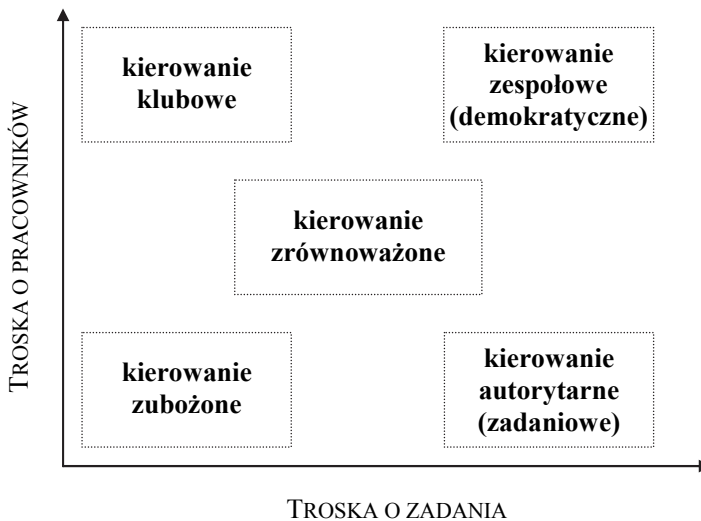 kierowanie
klubowe
kierowanie
zespołowe
(demokratyczne)
kierowanie
zrównoważone
kierowanie
zubożone
kierowanie
autorytarne
(zadaniowe)
TROSKA O PRACOWNIKÓW
TROSKA O ZADANIA